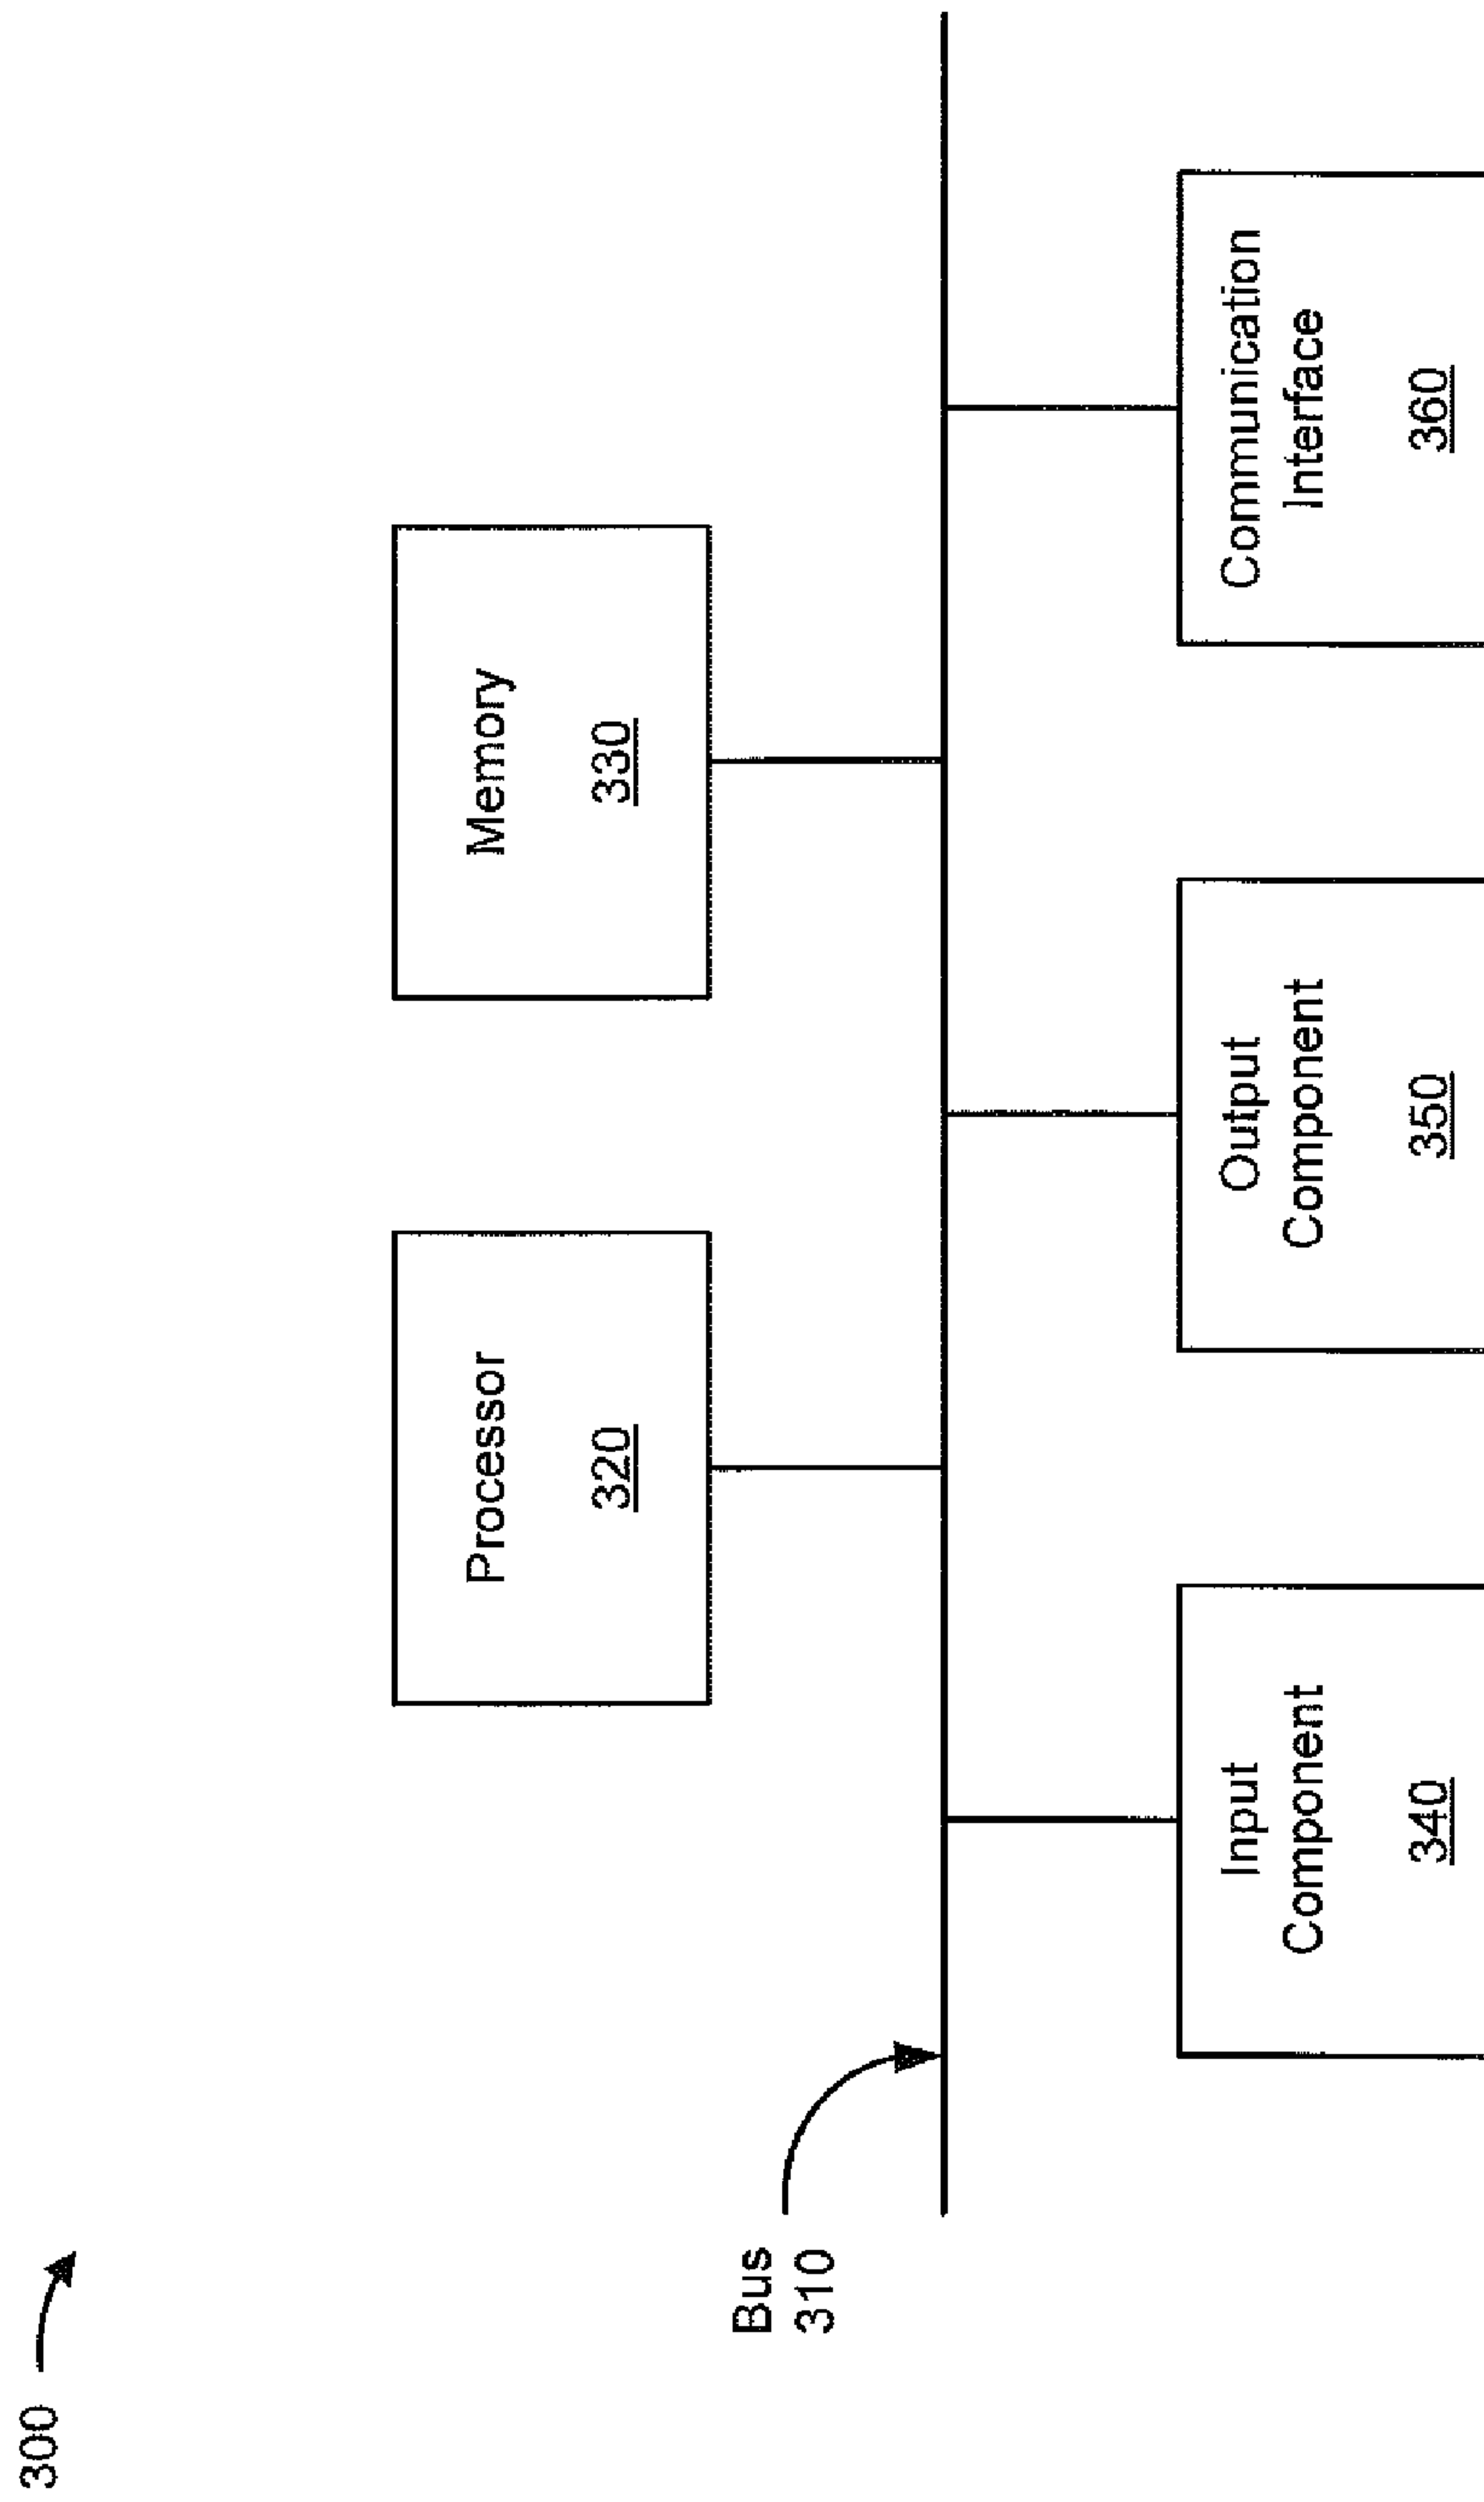 300
Processor
320
Memory
330
Bus
310
Input
Component
340
Output
Component
350
Communication
Interface
360